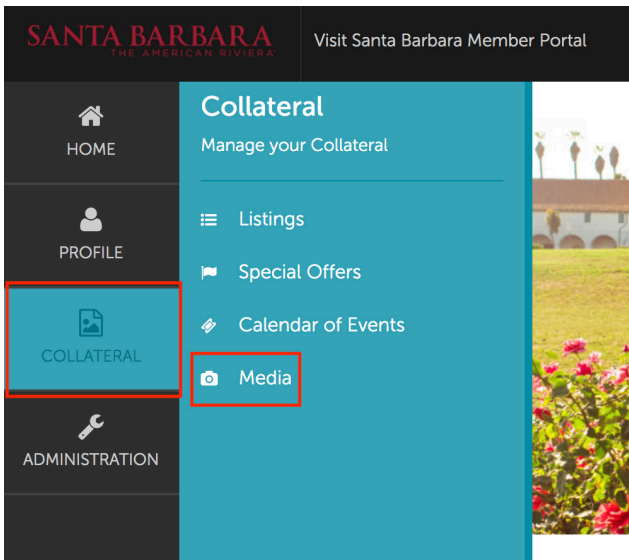 SANTA BARBARA
THE AMERICAN RIVIERA
Visit Santa Barbara Member Portal
HOME
PROFILE
COLLATERAL
ADMINISTRATION
Collateral
Manage your Collateral
Listings
Special Offers
Calendar of Events
Media